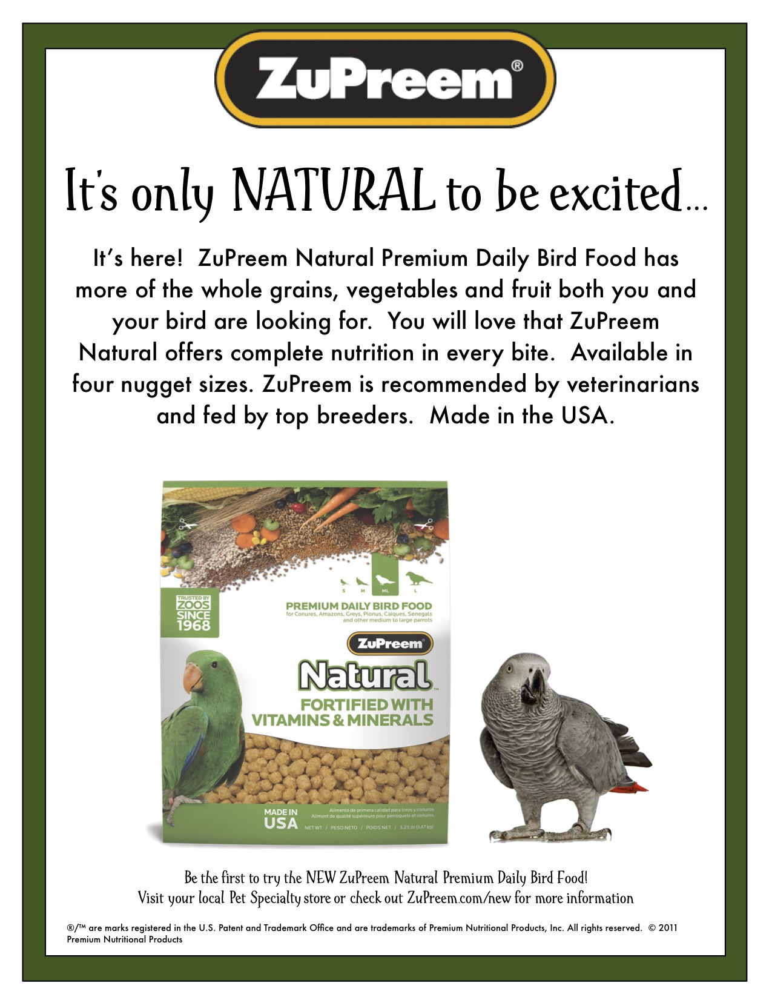 ZuPreem®
It's only NATURAL to be excited...
It's here!  ZuPreem Natural Premium Daily Bird Food has
more of the whole grains, vegetables and fruit both you and
your bird are looking for.  You will love that ZuPreem
Natural offers complete nutrition in every bite.  Available in
four nugget sizes. ZuPreem is recommended by veterinarians
and fed by top breeders.  Made in the USA.
S M ML L
TRUSTED BY
ZOOS
SINCE
1968
PREMIUM DAILY BIRD FOOD
for Conures, Amazons, Greys, Pionus, Caiques, Senegals
and other medium to large parrots
ZuPreem®
Natural™
FORTIFIED WITH
VITAMINS & MINERALS
MADE IN
USA
Alimento de primera calidad para loros y conuros
Aliment de qualité supérieure pour perroquets et conures
NET WT / PESO NETO / POIDS NET / 3.25 lb (1.47 kg)
Be the first to try the NEW ZuPreem Natural Premium Daily Bird Food!
Visit your local Pet Specialty store or check out ZuPreem.com/new for more information
®/™ are marks registered in the U.S. Patent and Trademark Office and are trademarks of Premium Nutritional Products, Inc. All rights reserved.  © 2011
Premium Nutritional Products